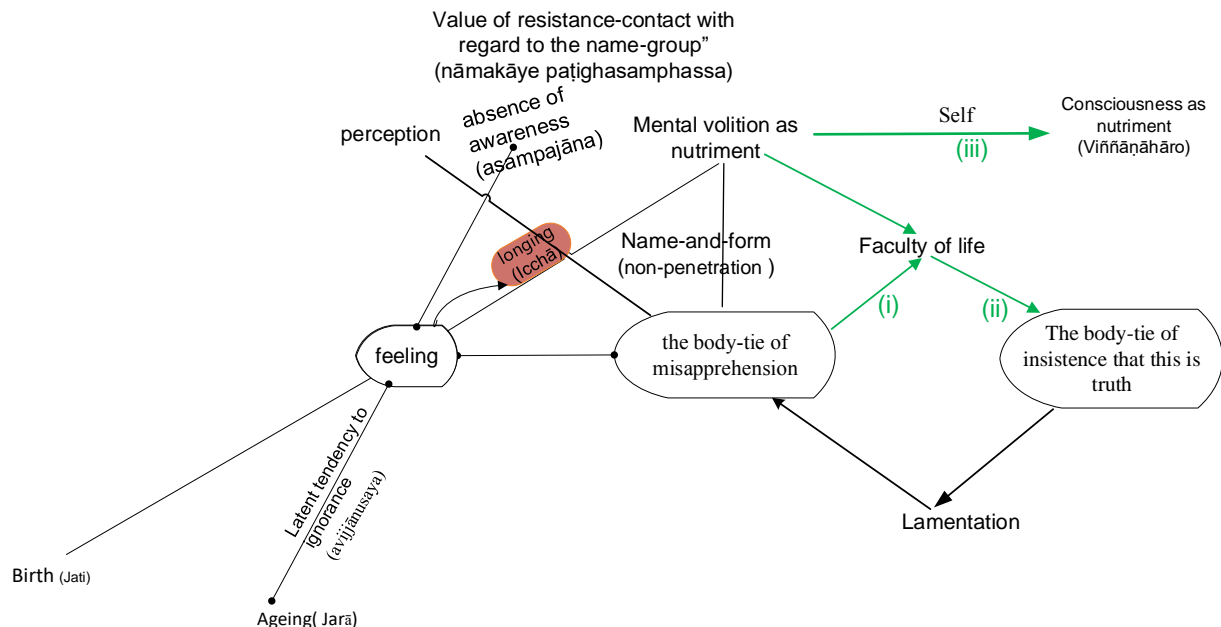 Value of resistance-contact with
regard to the name-group”
(nāmakāye paṭighasamphassa)
absence of
awareness
(asampajāna)
perception
Mental volition as
nutriment
Self
(iii)
Consciousness as
nutriment
(Viññāṇāhāro)
longing
(Icchā)
Name-and-form
(non-penetration )
Faculty of life
(i)
(ii)
feeling
the body-tie of
misapprehension
The body-tie of
insistence that this is
truth
Latent tendency to
ignorance
(avijjānusaya)
Lamentation
Birth (Jati)
Ageing( Jarā)